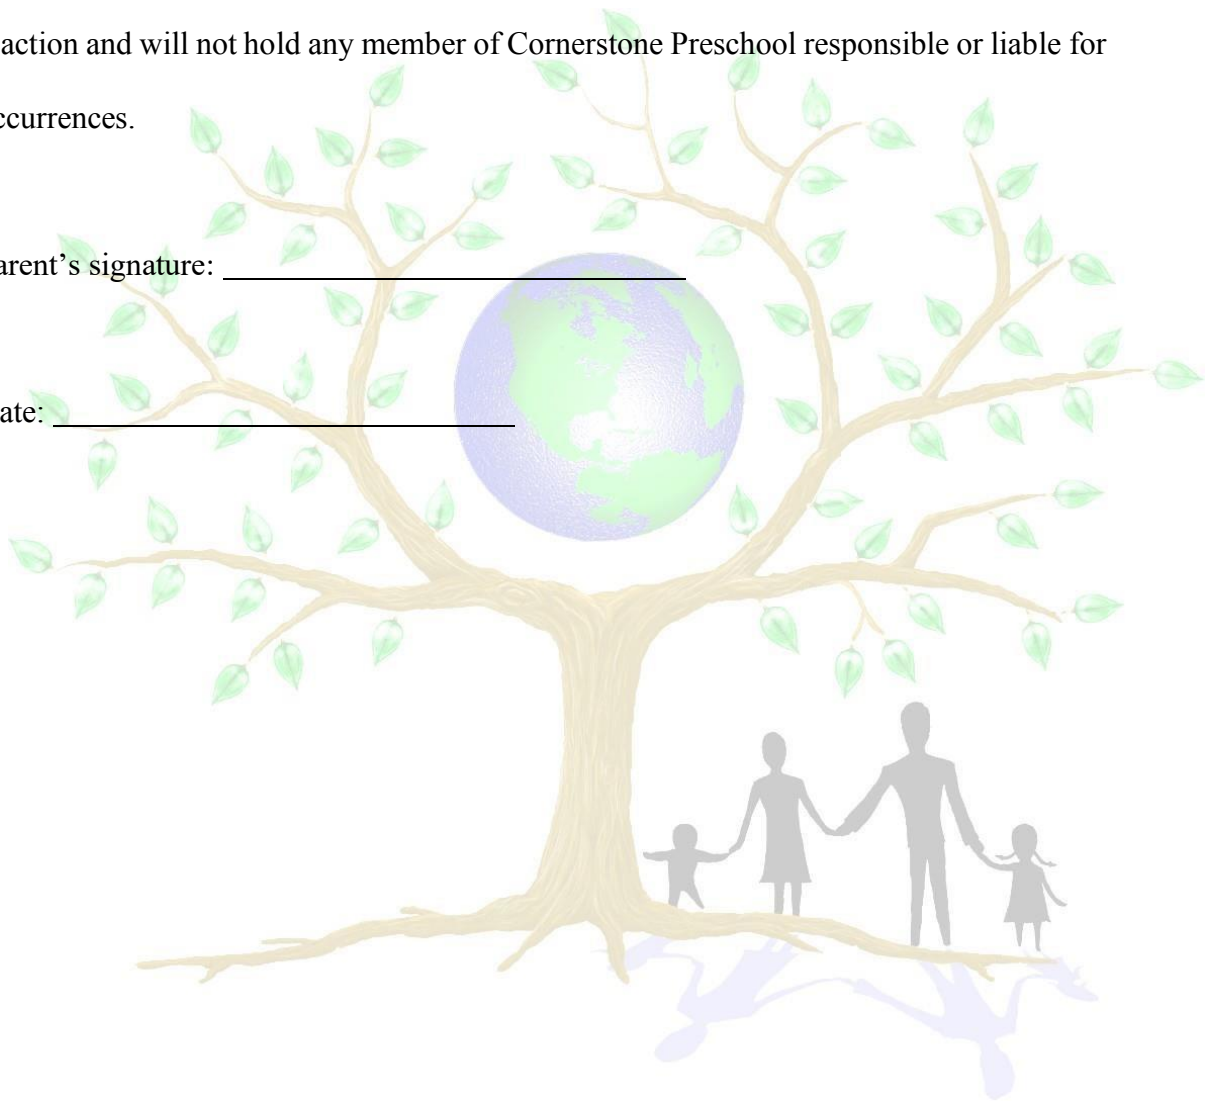 action and will not hold any member of Cornerstone Preschool responsible or liable for
ccurrences.
arent’s signature:
ate: